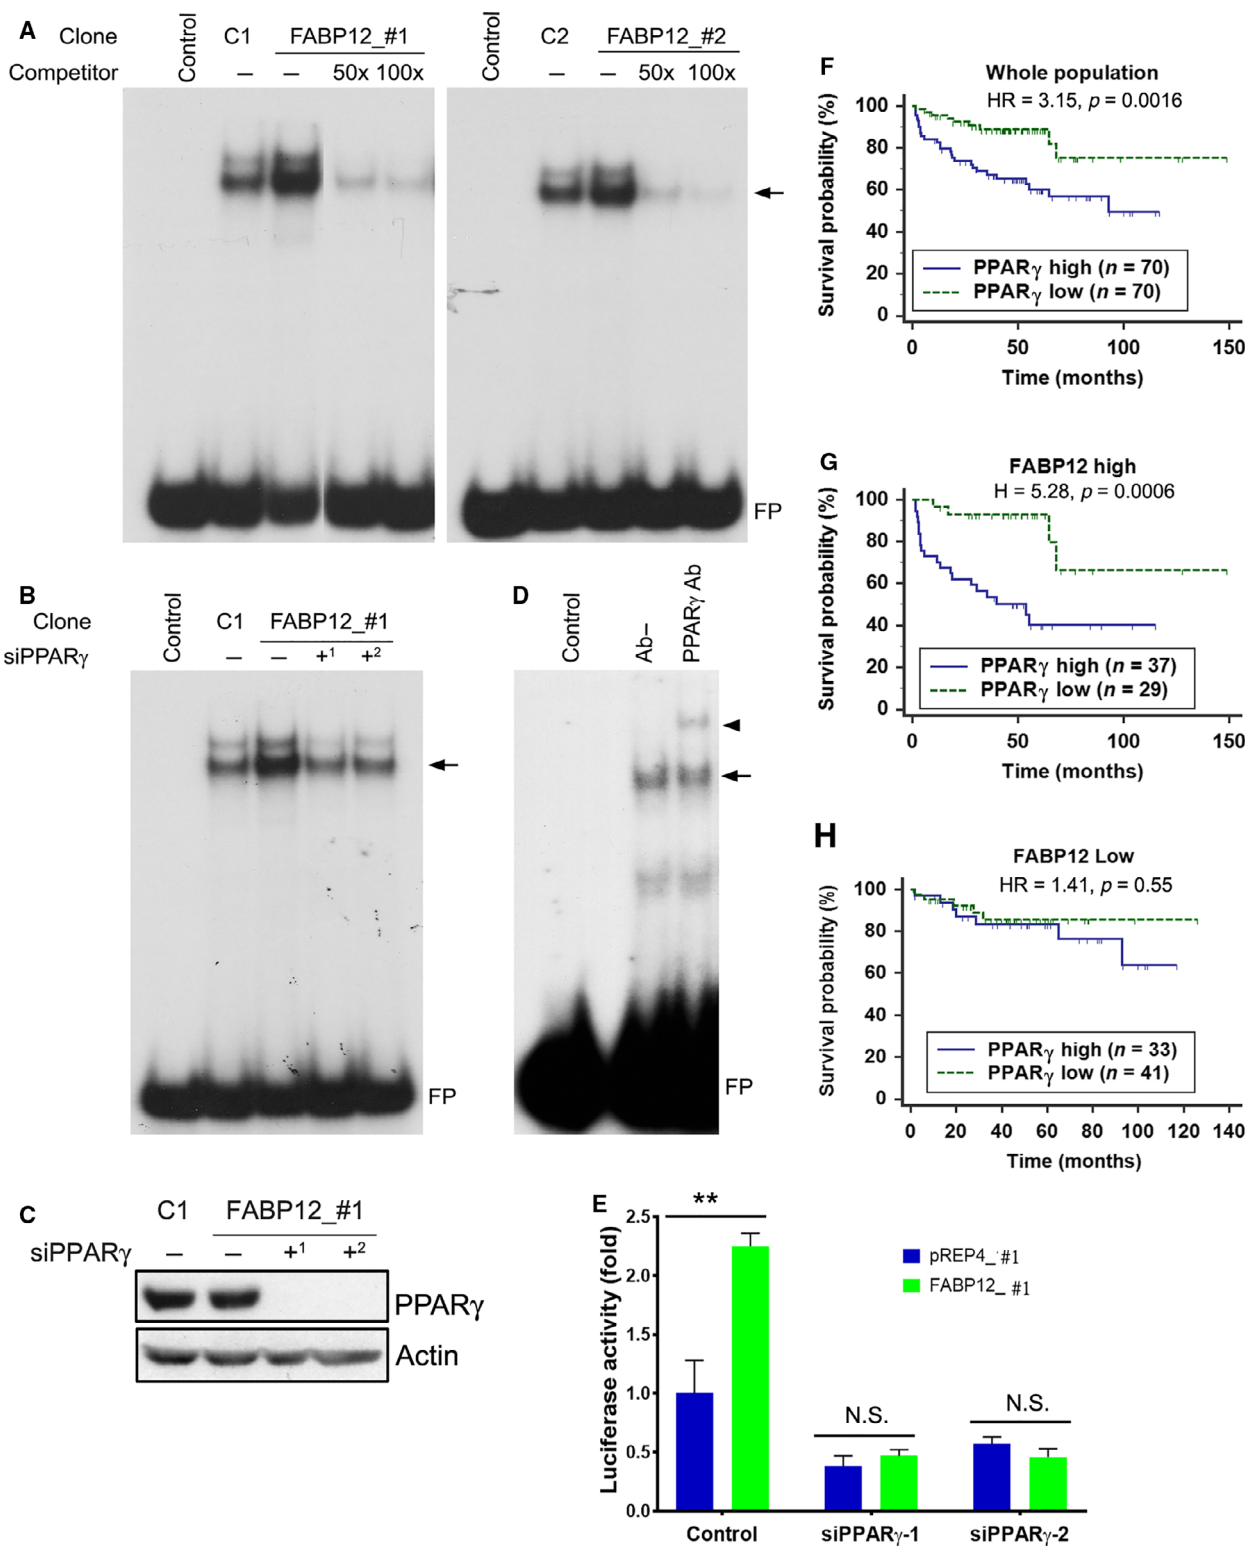 A
Clone
Control
C1
FABP12_#1
Competitor
–
–
50x
100x
Control
C2
FABP12_#2
–
–
50x
100x
FP
B
Clone
Control
C1
FABP12_#1
siPPARγ
–
–
+1
+2
FP
C
C1
FABP12_#1
siPPARγ
–
–
+1
+2
PPARγ
Actin
D
Control
Ab–
PPARγ Ab
FP
E
**
N.S.
N.S.
pREP4_#1
FABP12_ #1
Luciferase activity (fold)
2.5
2.0
1.5
1.0
0.5
0.0
Control
siPPARγ-1
siPPARγ-2
F
Whole population
HR = 3.15, p = 0.0016
Survival probability (%)
100
80
60
40
20
0
PPARγ high (n = 70)
PPARγ low (n = 70)
0
50
100
150
Time (months)
G
FABP12 high
H = 5.28, p = 0.0006
Survival probability (%)
100
80
60
40
20
0
PPARγ high (n = 37)
PPARγ low (n = 29)
0
50
100
150
Time (months)
H
FABP12 Low
HR = 1.41, p = 0.55
Survival probability (%)
100
80
60
40
20
0
PPARγ high (n = 33)
PPARγ low (n = 41)
0
20
40
60
80
100
120
140
Time (months)